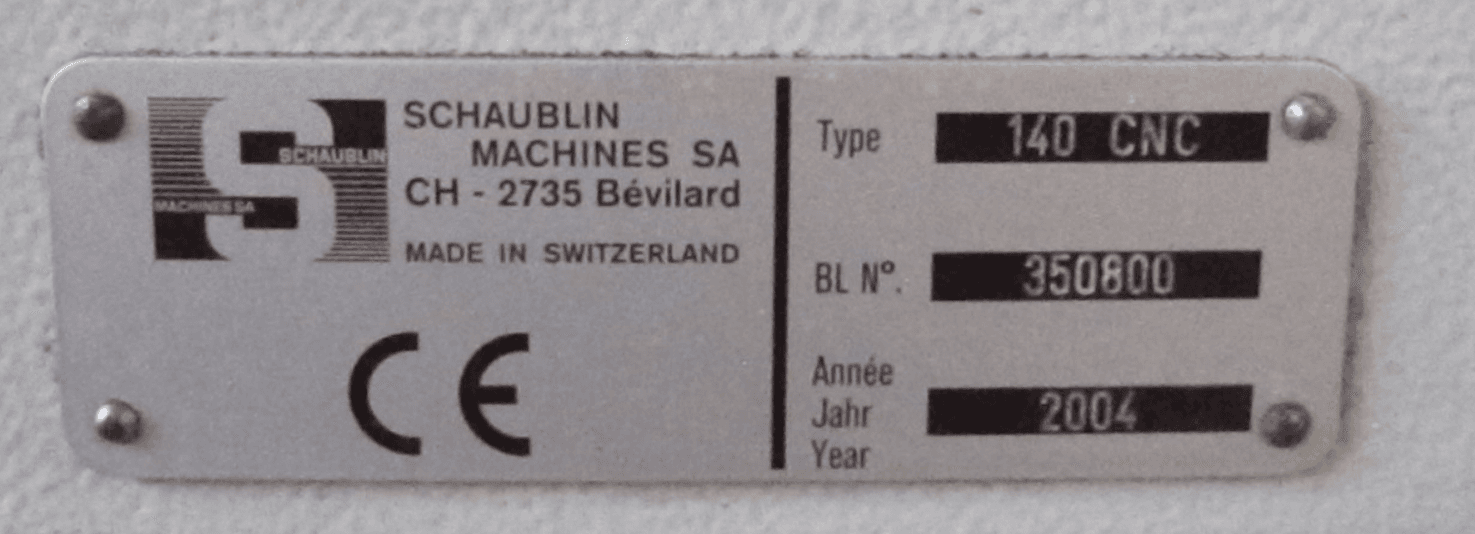 SCHAUBLIN
MACHINES SA
SCHAUBLIN
MACHINES SA
CH - 2735 Bévilard
MADE IN SWITZERLAND
CE
Type 140 CNC
BL Nº. 350800
Année
Jahr 2004
Year